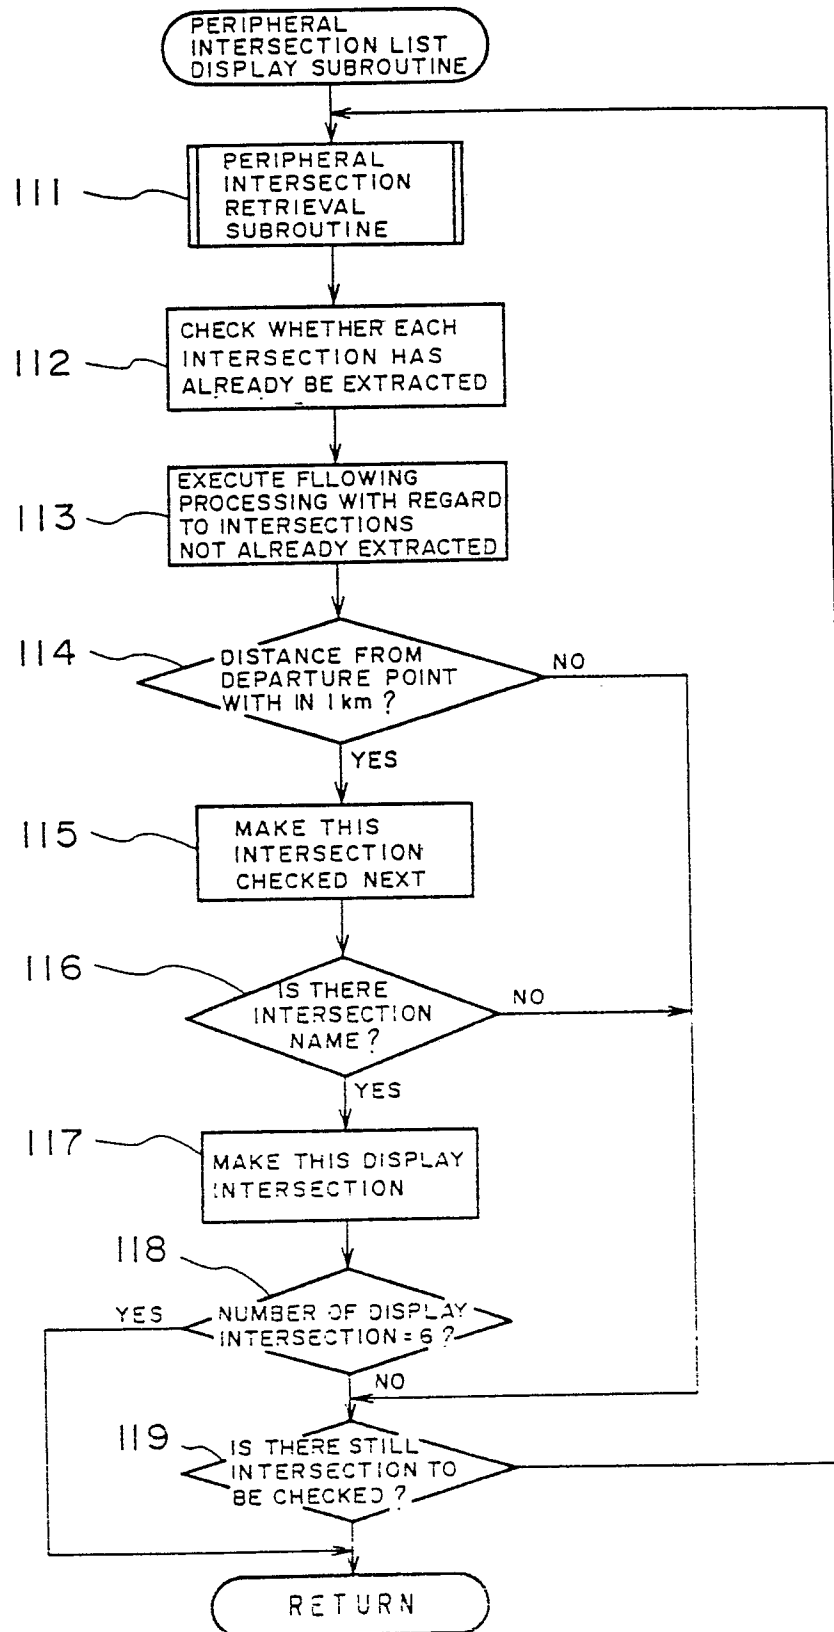 PERIPHERAL
INTERSECTION LIST
DISPLAY SUBROUTINE
111
PERIPHERAL
INTERSECTION
RETRIEVAL
SUBROUTINE
112
CHECK WHETHER EACH
INTERSECTION HAS
ALREADY BE EXTRACTED
113
EXECUTE FLLOWING
PROCESSING WITH REGARD
TO INTERSECTIONS
NOT ALREADY EXTRACTED
114
DISTANCE FROM
DEPARTURE POINT
WITH IN 1 km ?
NO
YES
115
MAKE THIS
INTERSECTION
CHECKED NEXT
116
IS THERE
INTERSECTION
NAME ?
NO
YES
117
MAKE THIS DISPLAY
INTERSECTION
118
YES
NUMBER OF DISPLAY
INTERSECTION = 6 ?
NO
119
IS THERE STILL
INTERSECTION TO
BE CHECKED ?
RETURN